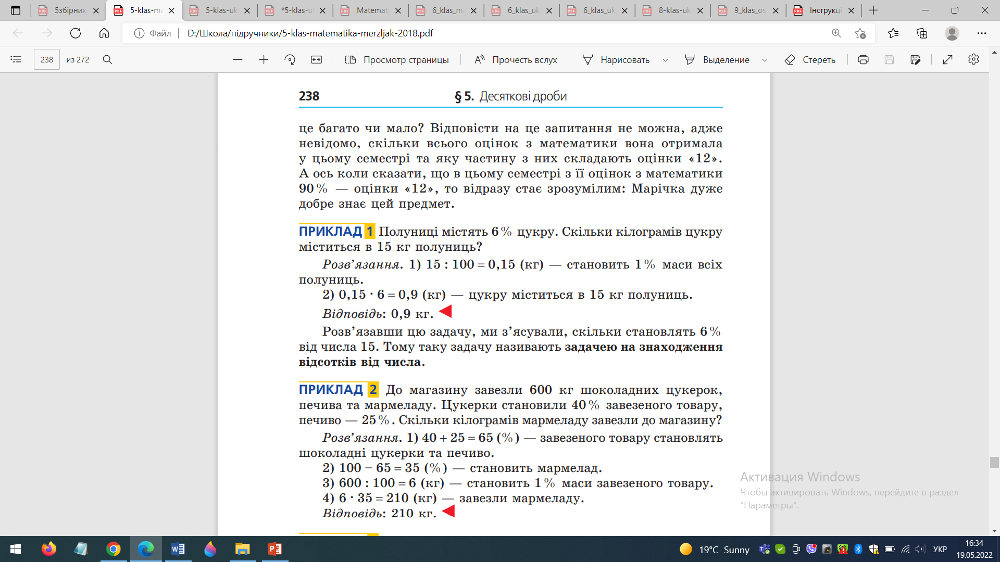 5збірник
5-klas-ma
5-klas-uk
*5-klas-u
Matemat
6_klas_ma
6_klas_uk
6_klas_uk
8-klas-uk
9_klas_os
Інструкці
Файл
D:/Школа/підручники/5-klas-matematika-merzljak-2018.pdf
238
из 272
Просмотр страницы
Прочесть вслух
Нарисовать
Выделение
Стереть
238 § 5. Десяткові дроби
це багато чи мало? Відповісти на це запитання не можна, адже
невідомо, скільки всього оцінок з математики вона отримала
у цьому семестрі та яку частину з них складають оцінки «12».
А ось коли сказати, що в цьому семестрі з її оцінок з математики
90 % — оцінки «12», то відразу стає зрозумілим: Марічка дуже
добре знає цей предмет.
ПРИКЛАД 1 Полуниці містять 6 % цукру. Скільки кілограмів цукру
міститься в 15 кг полуниць?
Розв’язання. 1) 15 : 100 = 0,15 (кг) — становить 1 % маси всіх
полуниць.
2) 0,15 · 6 = 0,9 (кг) — цукру міститься в 15 кг полуниць.
Відповідь: 0,9 кг.
Розв’язавши цю задачу, ми з’ясували, скільки становлять 6 %
від числа 15. Тому таку задачу називають задачею на знаходження
відсотків від числа.
ПРИКЛАД 2 До магазину завезли 600 кг шоколадних цукерок,
печива та мармеладу. Цукерки становили 40 % завезеного товару,
печиво — 25 %. Скільки кілограмів мармеладу завезли до магазину?
Розв’язання. 1) 40 + 25 = 65 (%) — завезеного товару становлять
шоколадні цукерки та печиво.
2) 100 − 65 = 35 (%) — становить мармелад.
3) 600 : 100 = 6 (кг) — становить 1 % маси завезеного товару.
4) 6 · 35 = 210 (кг) — завезли мармеладу.
Відповідь: 210 кг.
Активация Windows
Чтобы активировать Windows, перейдите в раздел
"Параметры".
19°C Sunny
УКР
16:34
19.05.2022